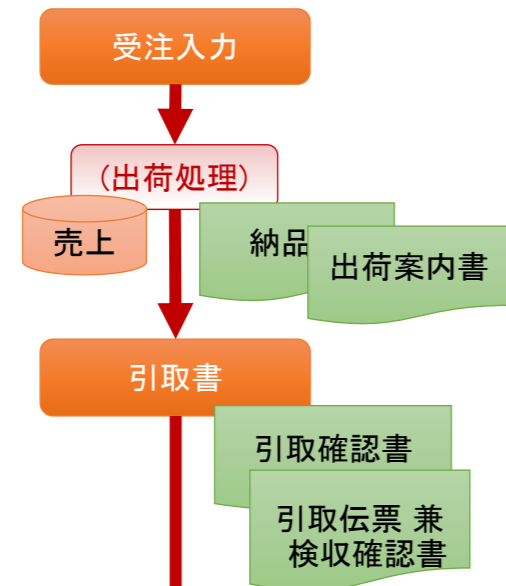 受注入力
(出荷処理)
売上
納品
出荷案内書
引取書
引取確認書
引取伝票 兼
検収確認書